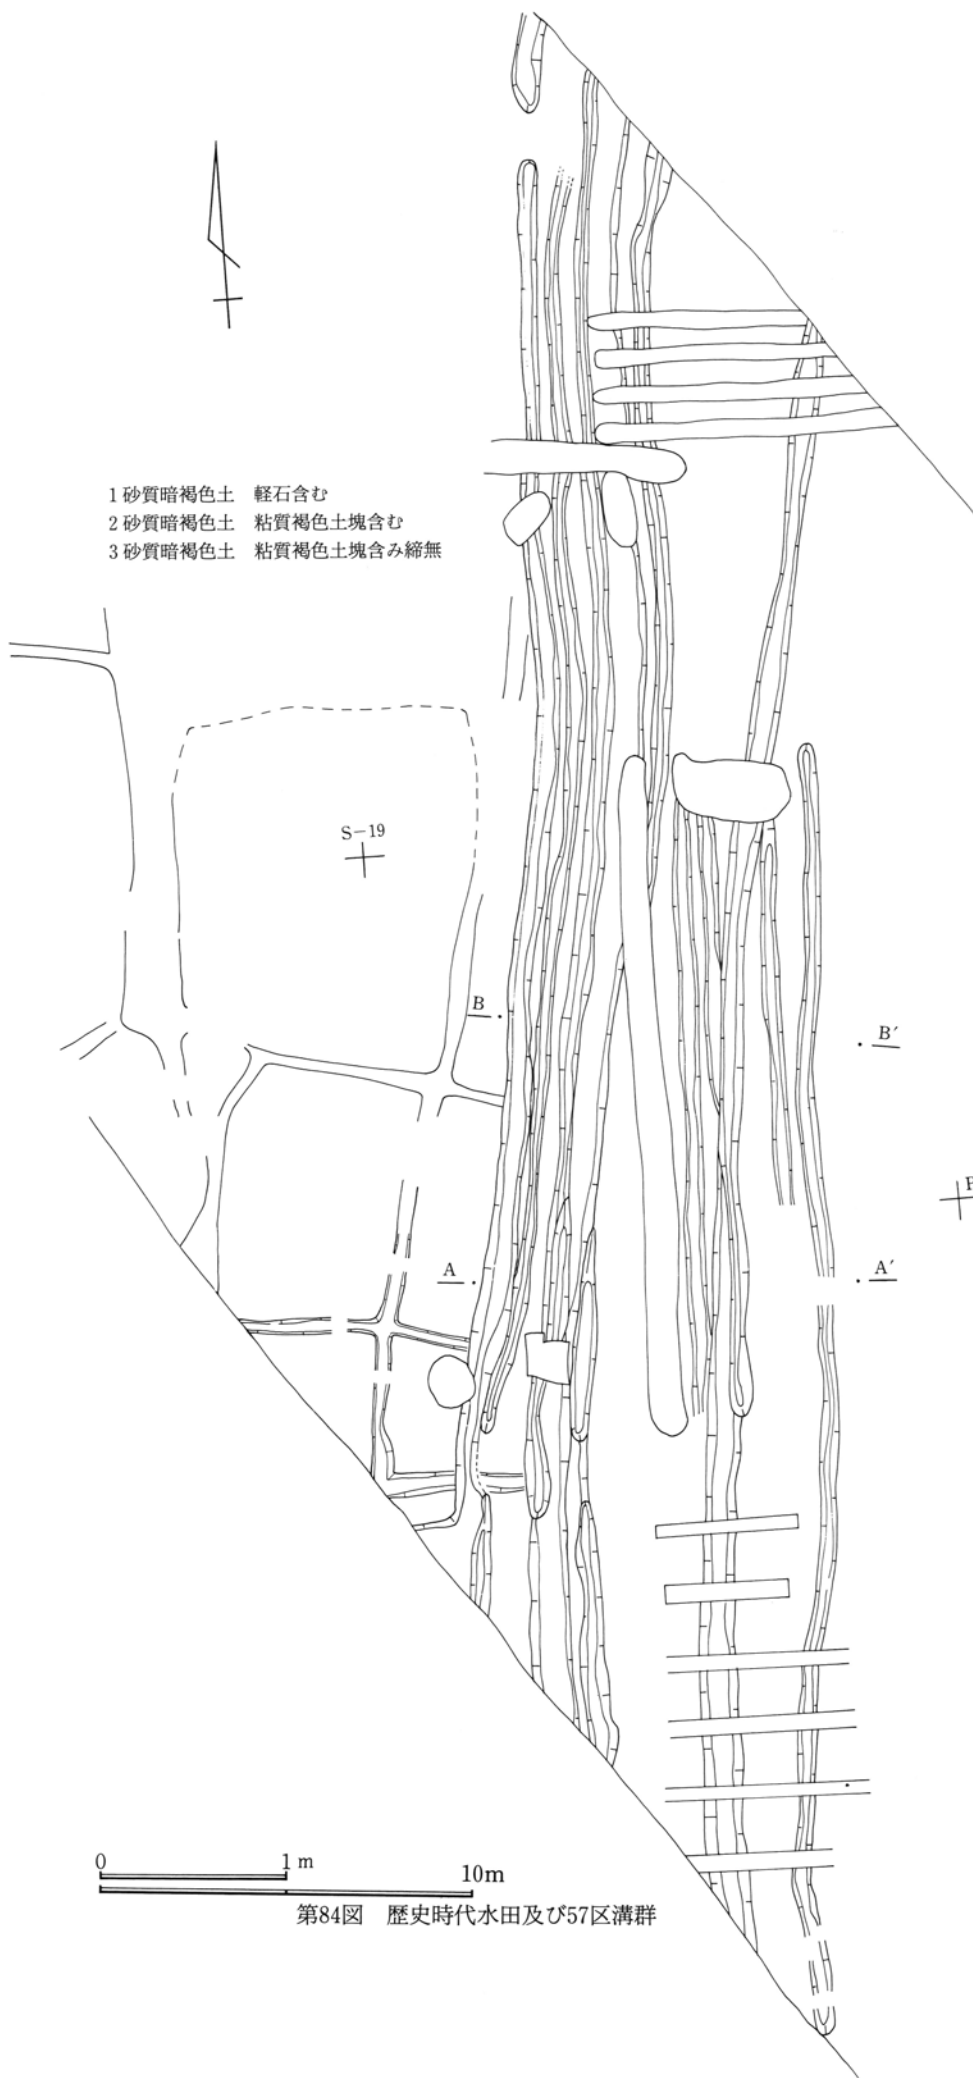 1 砂質暗褐色土　軽石含む
2 砂質暗褐色土　粘質褐色土塊含む
3 砂質暗褐色土　粘質褐色土塊含み締無
S-19
B
B′
P
A
A′
0 1 m 10m
第84図　歴史時代水田及び57区溝群